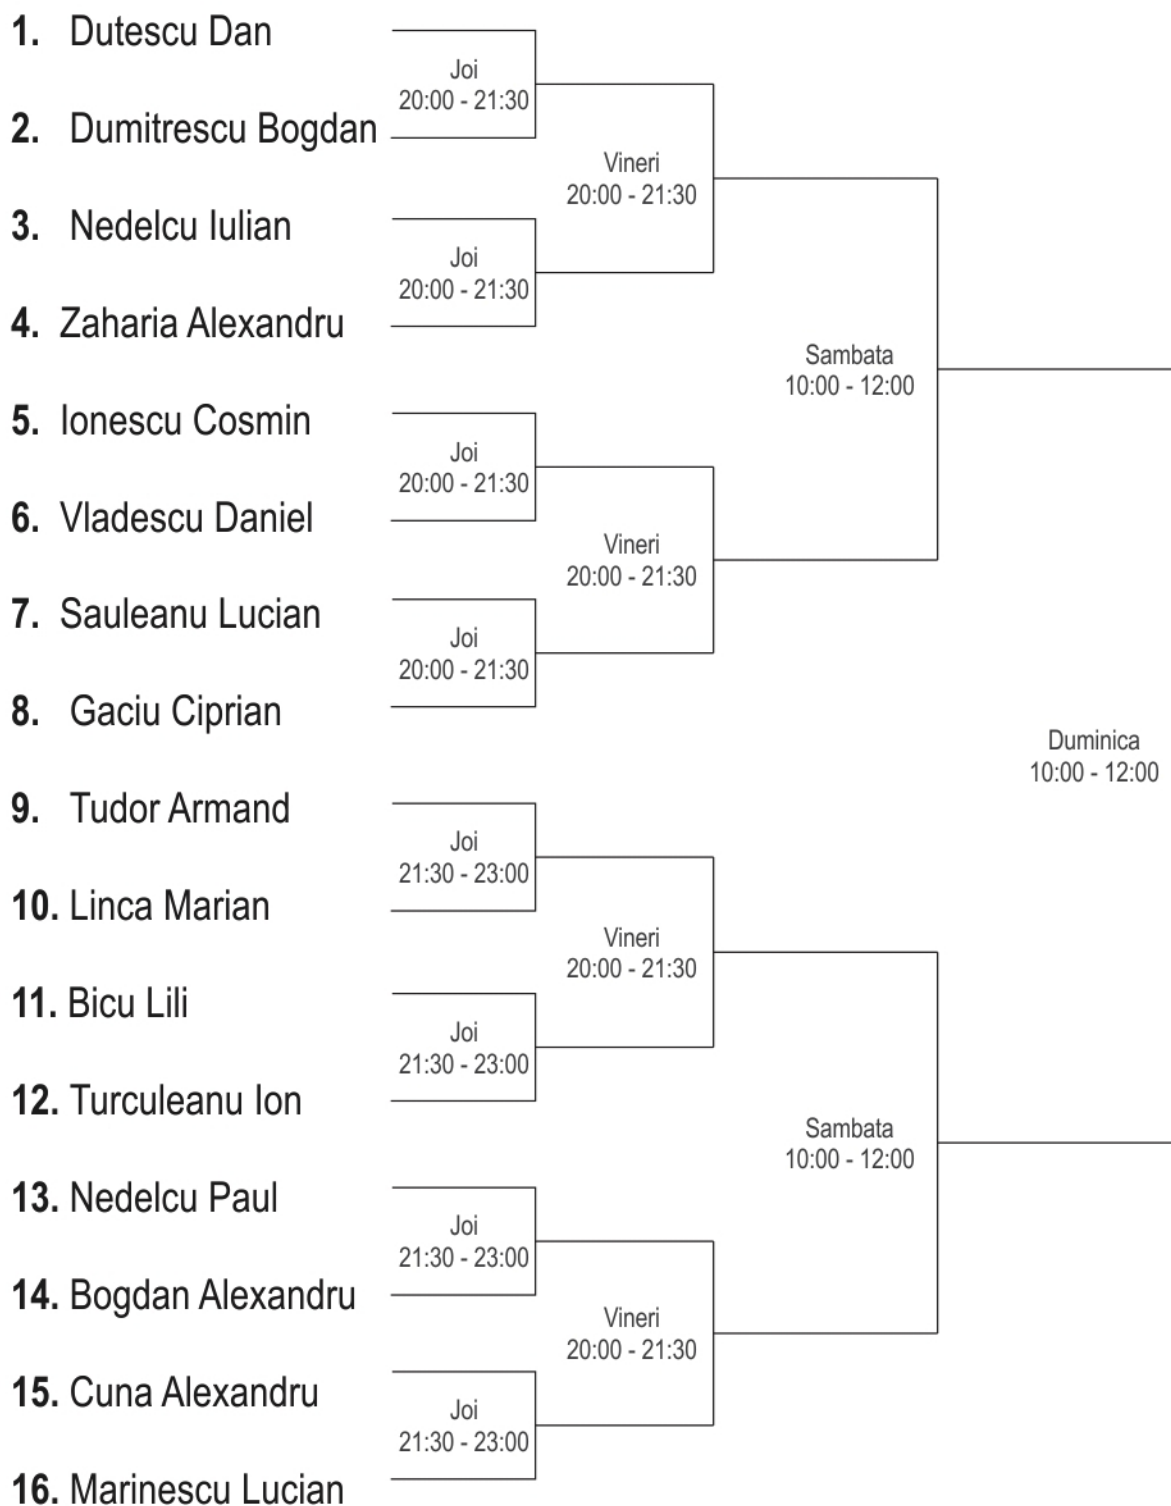 1. Dutescu Dan
Joi
20:00 - 21:30
2. Dumitrescu Bogdan
Vineri
20:00 - 21:30
3. Nedelcu Iulian
Joi
20:00 - 21:30
4. Zaharia Alexandru
Sambata
10:00 - 12:00
5. Ionescu Cosmin
Joi
20:00 - 21:30
6. Vladescu Daniel
Vineri
20:00 - 21:30
7. Sauleanu Lucian
Joi
20:00 - 21:30
8. Gaciu Ciprian
Duminica
10:00 - 12:00
9. Tudor Armand
Joi
21:30 - 23:00
10. Linca Marian
Vineri
20:00 - 21:30
11. Bicu Lili
Joi
21:30 - 23:00
12. Turculeanu Ion
Sambata
10:00 - 12:00
13. Nedelcu Paul
Joi
21:30 - 23:00
14. Bogdan Alexandru
Vineri
20:00 - 21:30
15. Cuna Alexandru
Joi
21:30 - 23:00
16. Marinescu Lucian